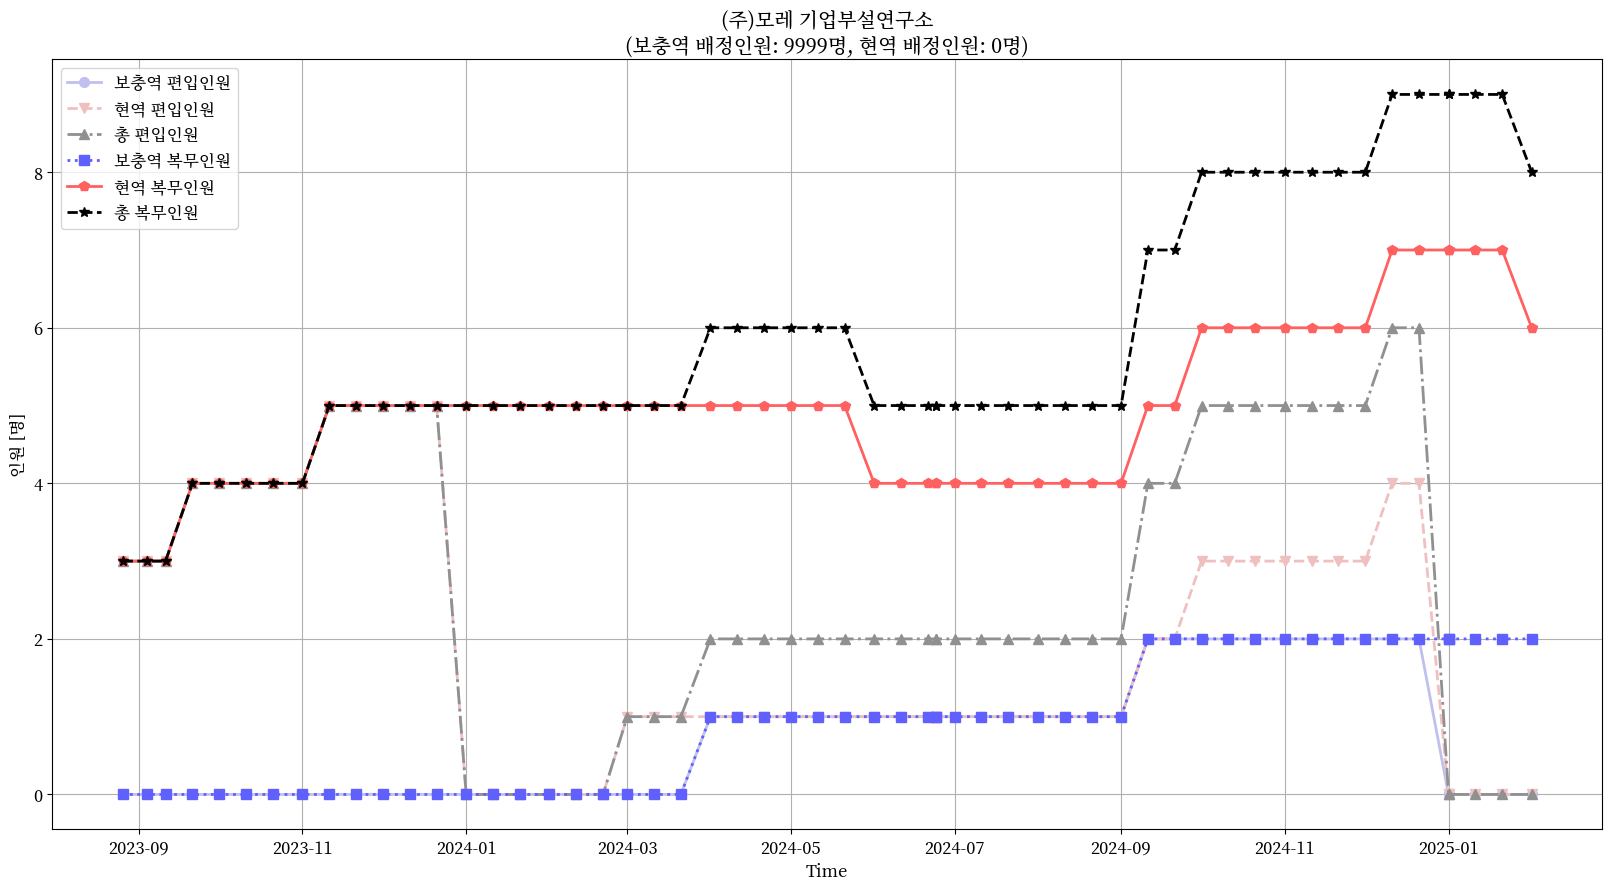 (주)모레 기업부설연구소
(보충역 배정인원: 9999명, 현역 배정인원: 0명)
보충역 편입인원
현역 편입인원
총 편입인원
보충역 복무인원
현역 복무인원
총 복무인원
인원 [명]
8
6
4
2
0
2023-09
2023-11
2024-01
2024-03
2024-05
2024-07
2024-09
2024-11
2025-01
Time